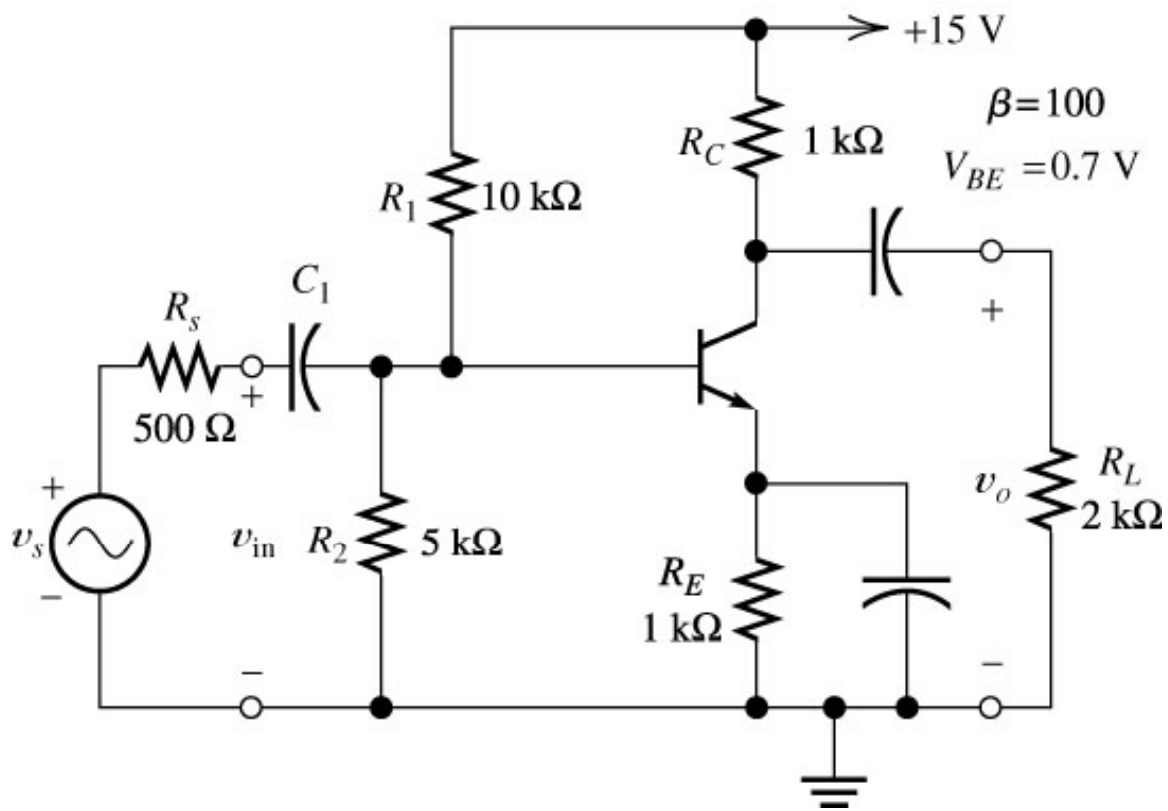 +15 V
β=100
V_BE =0.7 V
R_C 1 kΩ
R_1 10 kΩ
C_1
R_s
500 Ω
+
+
+
v_s
−
v_in
R_2 5 kΩ
R_E
1 kΩ
v_o
R_L
2 kΩ
−
−